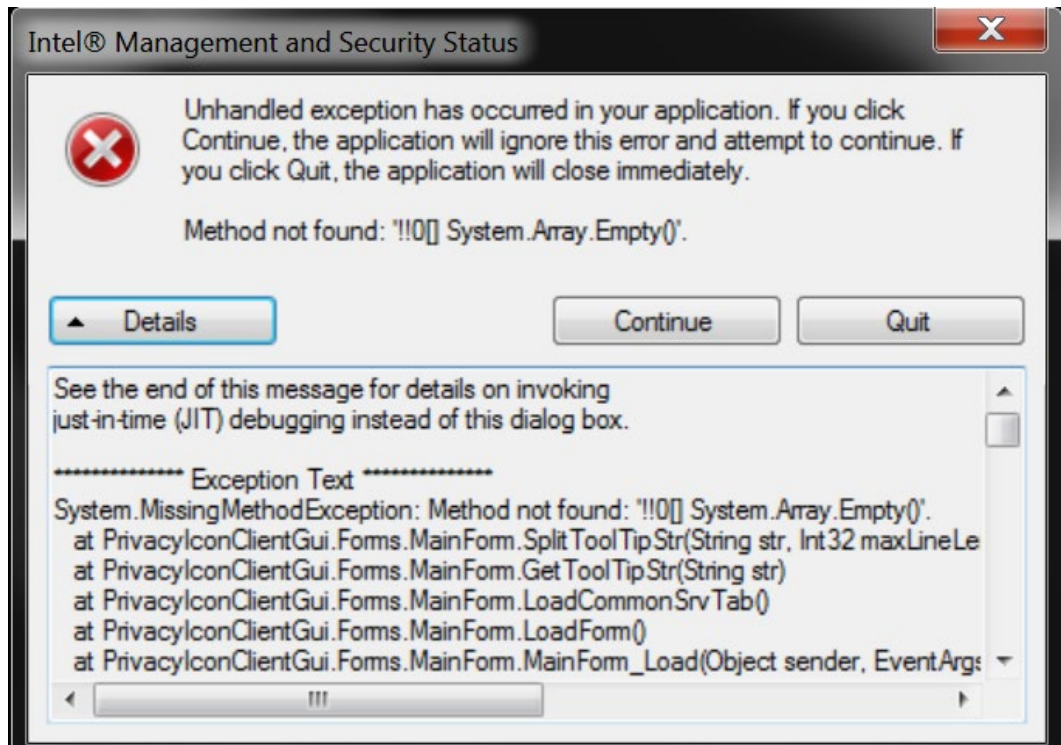 Intel® Management and Security Status
Unhandled exception has occurred in your application. If you click
Continue, the application will ignore this error and attempt to continue. If
you click Quit, the application will close immediately.
Method not found: '!!0[] System.Array.Empty()'.
Details
Continue
Quit
See the end of this message for details on invoking
just-in-time (JIT) debugging instead of this dialog box.
************** Exception Text **************
System.MissingMethodException: Method not found: '!!0[] System.Array.Empty()'.
at PrivacyIconClientGui.Forms.MainForm.SplitToolTipStr(String str, Int32 maxLineLe
at PrivacyIconClientGui.Forms.MainForm.GetToolTipStr(String str)
at PrivacyIconClientGui.Forms.MainForm.LoadCommonSrvTab()
at PrivacyIconClientGui.Forms.MainForm.LoadForm()
at PrivacyIconClientGui.Forms.MainForm.MainForm_Load(Object sender, EventArgs